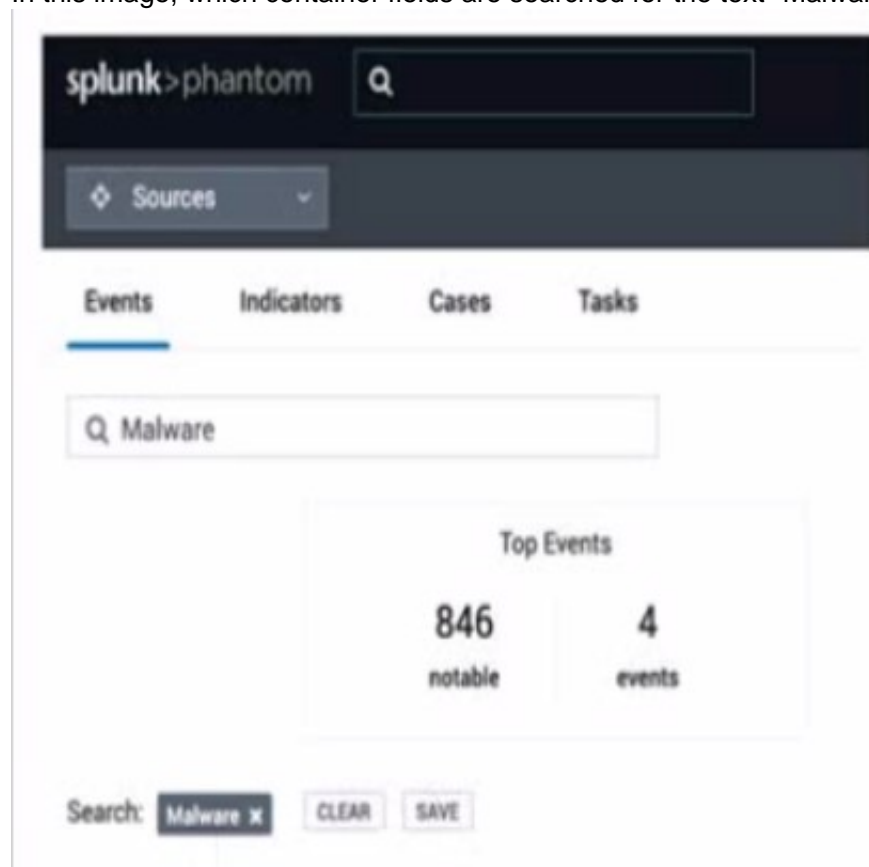 In this image, which container fields are searched for the text "Malwar
splunk>phantom
Sources
Events Indicators Cases Tasks
Malware
Top Events
846 4
notable events
Search: Malware x CLEAR SAVE